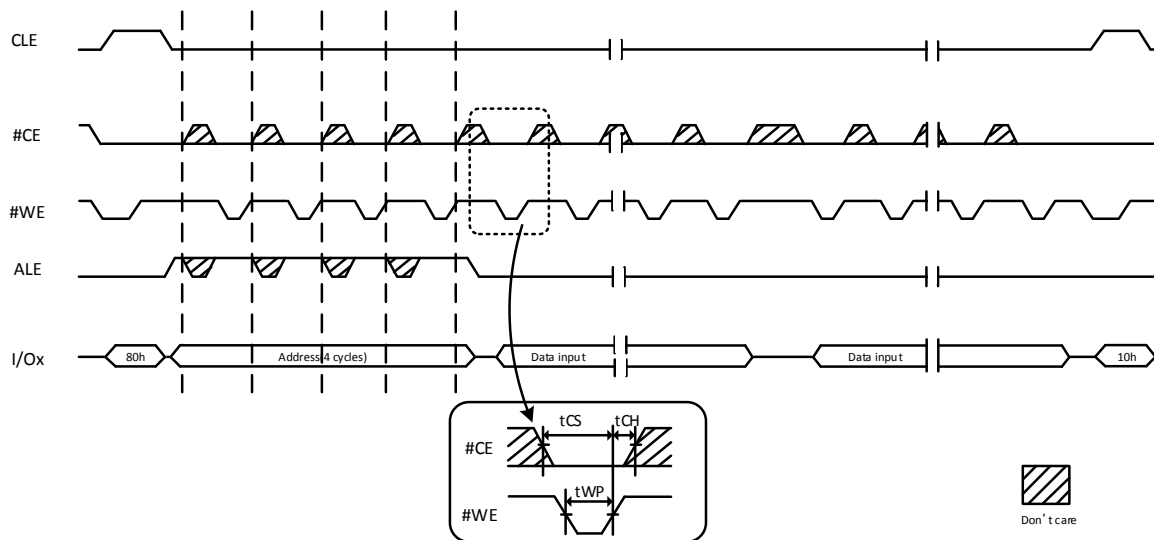 CLE
#CE
#WE
ALE
I/Ox
80h
Address(4 cycles)
Data input
Data input
10h
tCS
tCH
#CE
tWP
#WE
Don't care